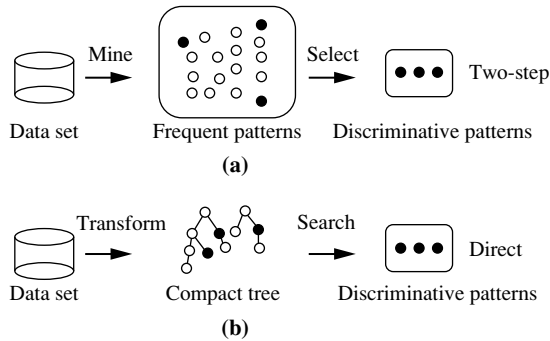 Mine
Select
Two-step
Data set
Frequent patterns
Discriminative patterns
(a)
Transform
Search
Direct
Data set
Compact tree
Discriminative patterns
(b)